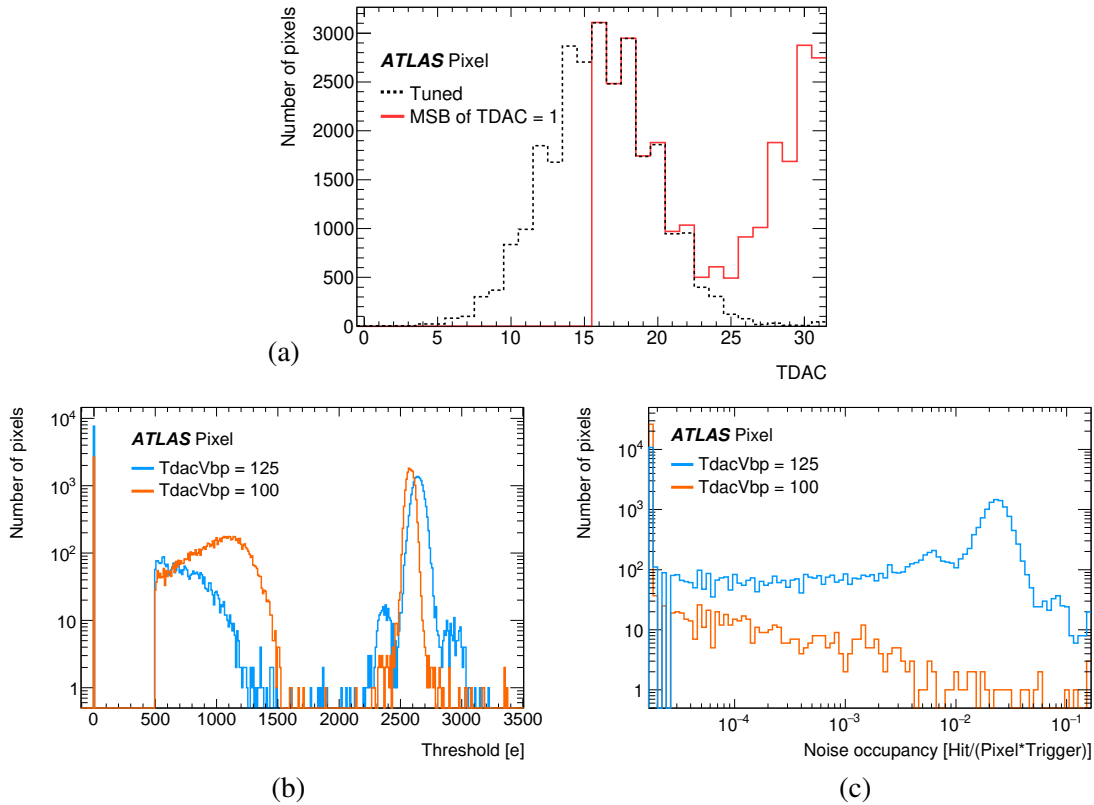 Number of pixels
3000
2500
2000
1500
1000
500
0
ATLAS Pixel
Tuned
MSB of TDAC = 1
0 5 10 15 20 25 30
TDAC
(a)
Number of pixels
10⁴
10³
10²
10
1
ATLAS Pixel
TdacVbp = 125
TdacVbp = 100
0 500 1000 1500 2000 2500 3000 3500
Threshold [e]
(b)
Number of pixels
10⁴
10³
10²
10
1
ATLAS Pixel
TdacVbp = 125
TdacVbp = 100
10⁻⁴ 10⁻³ 10⁻² 10⁻¹
Noise occupancy [Hit/(Pixel*Trigger)]
(c)